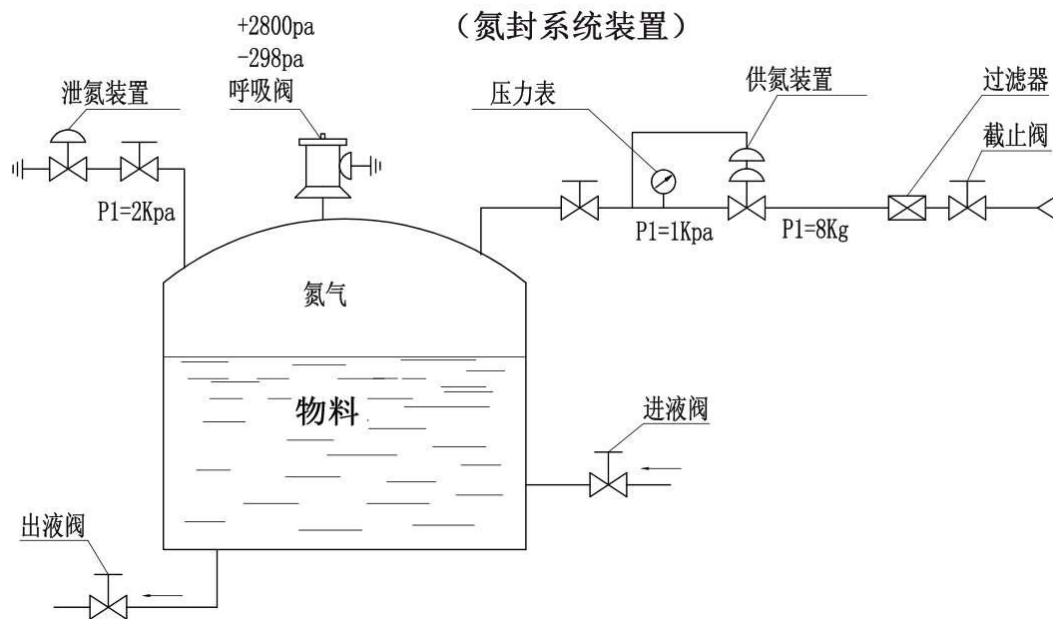 （氮封系统装置）
+2800pa
-298pa
呼吸阀
泄氮装置
压力表
供氮装置
过滤器
截止阀
P1=2Kpa
P1=1Kpa
P1=8Kg
氮气
物料
进液阀
出液阀